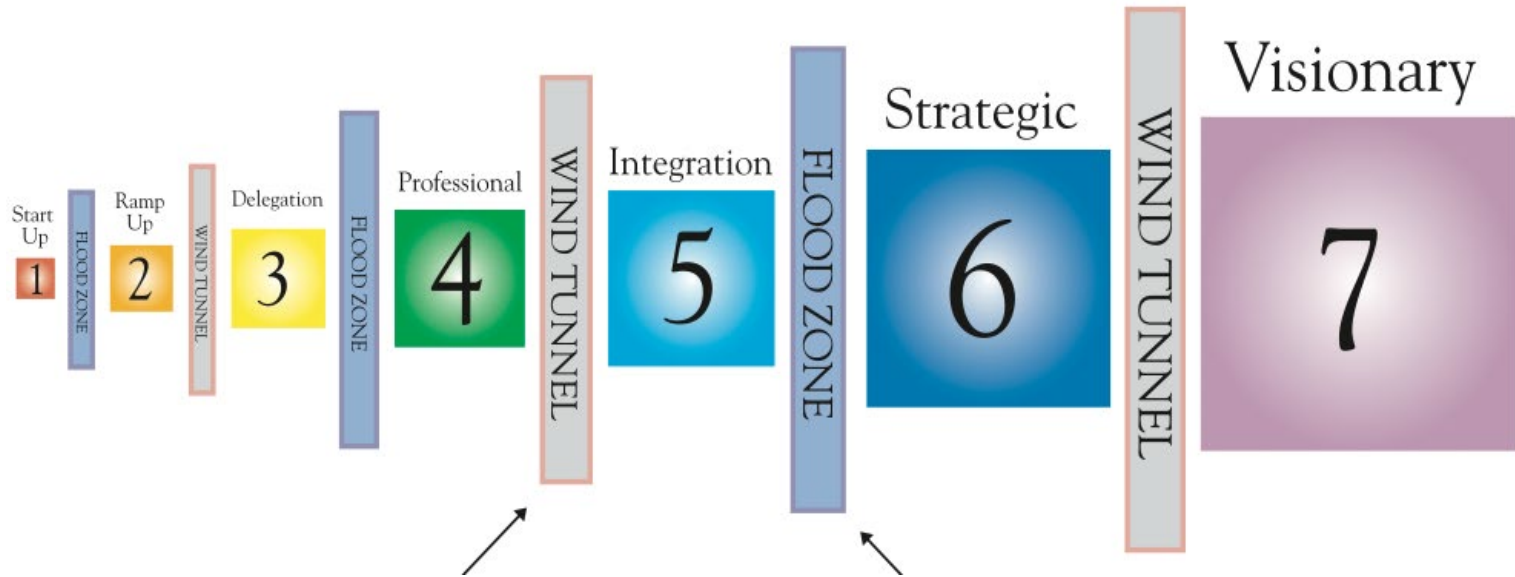 Start
Up
1
FLOOD ZONE
Ramp
Up
2
WIND TUNNEL
Delegation
3
FLOOD ZONE
Professional
4
WIND TUNNEL
Integration
5
FLOOD ZONE
Strategic
6
WIND TUNNEL
Visionary
7